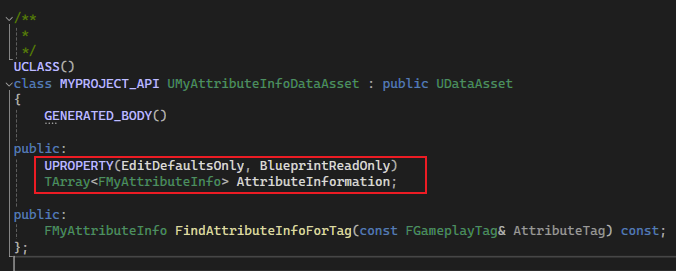 /**
 *
 */
UCLASS()
class MYPROJECT_API UMyAttributeInfoDataAsset : public UDataAsset
{
    GENERATED_BODY()
public:
    UPROPERTY(EditDefaultsOnly, BlueprintReadOnly)
    TArray<FMyAttributeInfo> AttributeInformation;
public:
    FMyAttributeInfo FindAttributeInfoForTag(const FGameplayTag& AttributeTag) const;
};